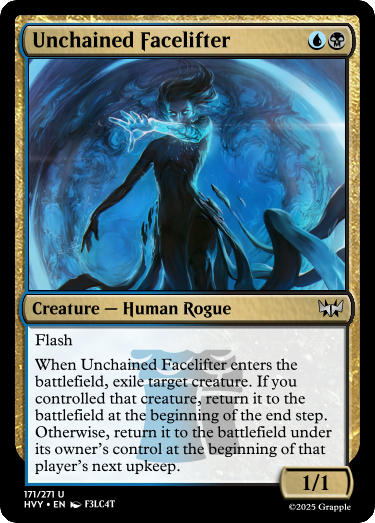 Unchained Facelifter
Creature — Human Rogue
Flash
When Unchained Facelifter enters the
battlefield, exile target creature. If you
controlled that creature, return it to the
battlefield at the beginning of the end step.
Otherwise, return it to the battlefield under
its owner's control at the beginning of that
player's next upkeep.
1/1
171/271 U
HVY • EN F3LC4T
©2025 Grapple